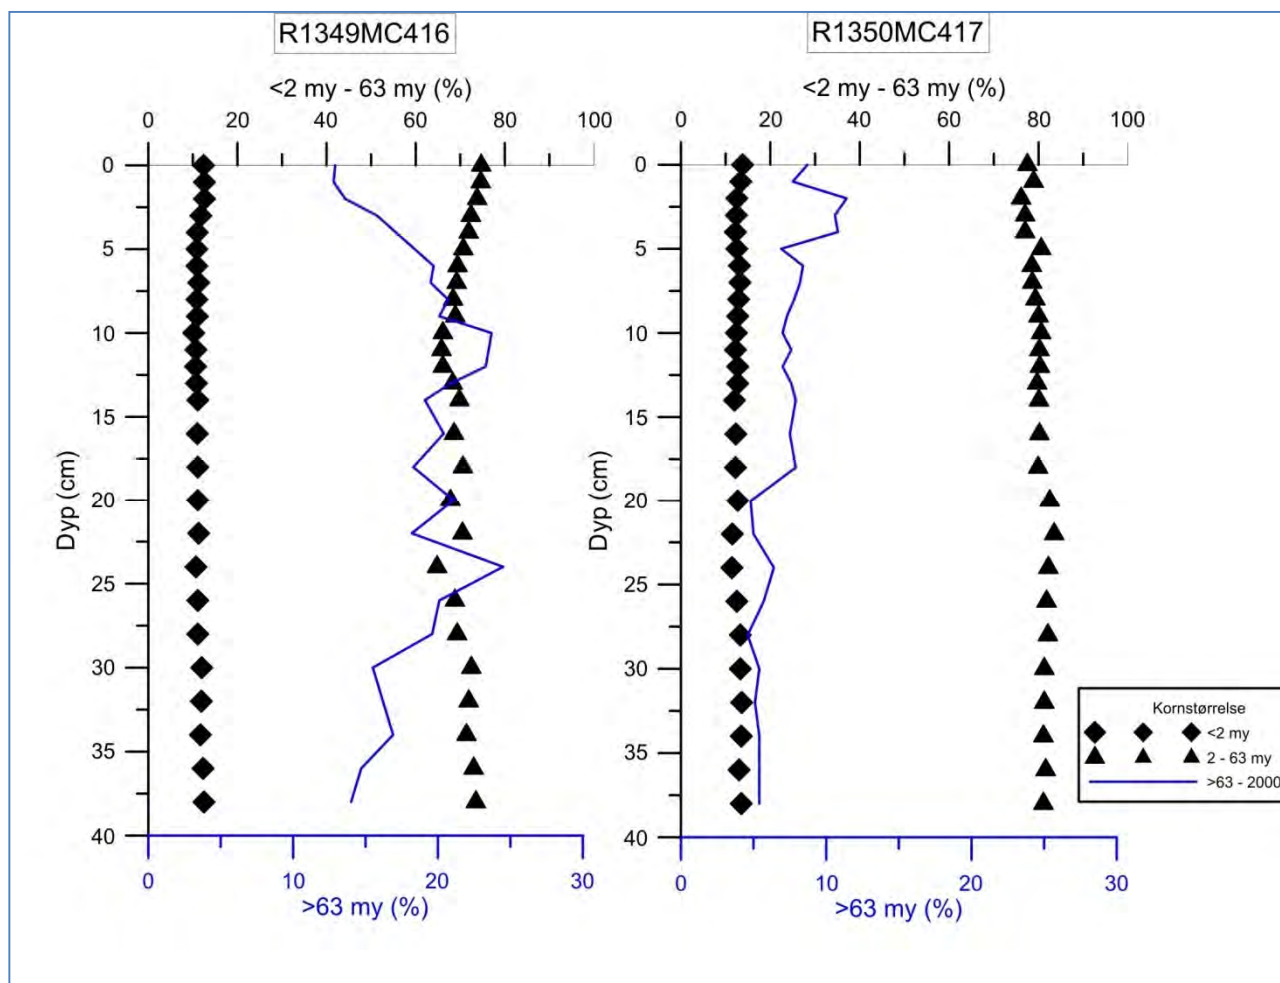 R1349MC416
<2 my - 63 my (%)
0 20 40 60 80 100
0
5
10
15
20
25
30
35
40
Dyp (cm)
0 10 20 30
>63 my (%)
R1350MC417
<2 my - 63 my (%)
0 20 40 60 80 100
0
5
10
15
20
25
30
35
40
Dyp (cm)
0 10 20 30
>63 my (%)
Kornstørrelse
<2 my
2 - 63 my
>63 - 2000